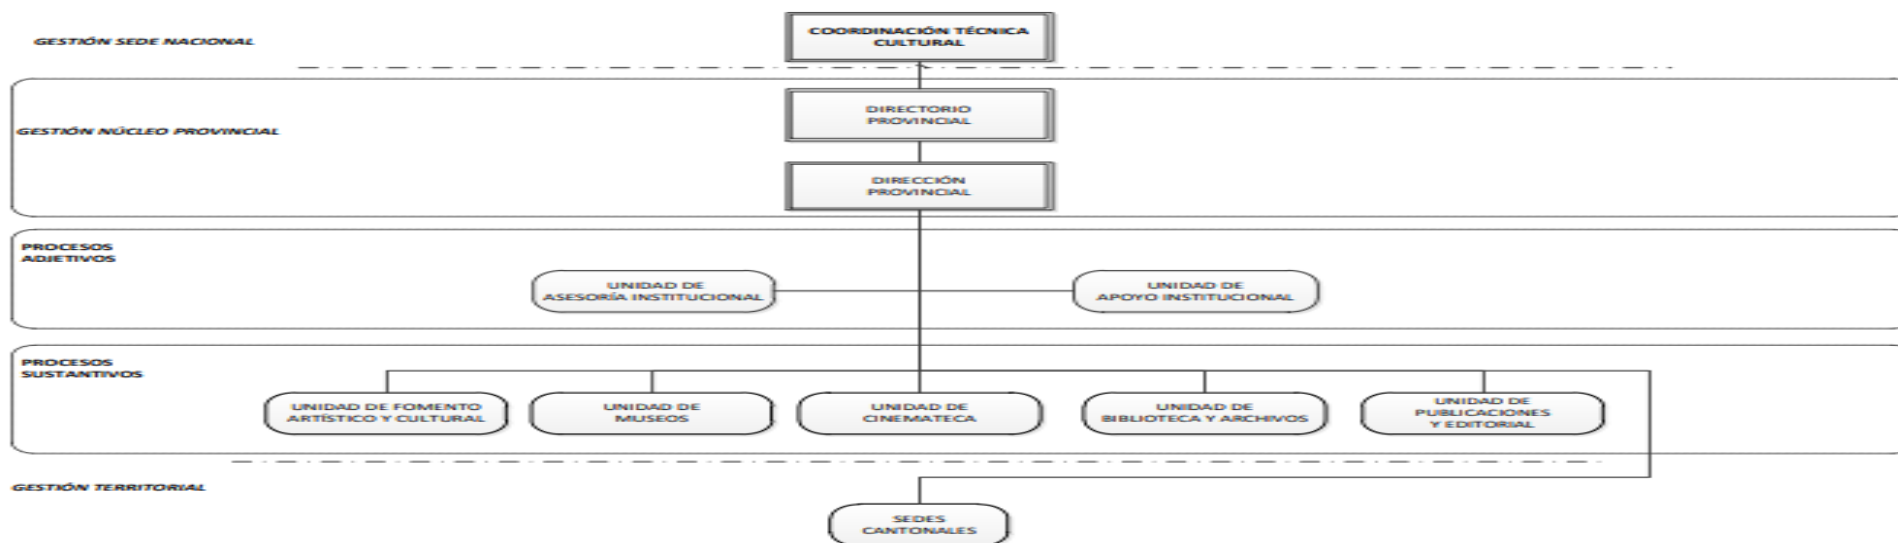 GESTIÓN SEDE NACIONAL
COORDINACIÓN TÉCNICA
CULTURAL
GESTIÓN NÚCLEO PROVINCIAL
DIRECTORIO
PROVINCIAL
DIRECCIÓN
PROVINCIAL
PROCESOS
ADJETIVOS
UNIDAD DE
ASESORÍA INSTITUCIONAL
UNIDAD DE
APOYO INSTITUCIONAL
PROCESOS
SUSTANTIVOS
UNIDAD DE FOMENTO
ARTÍSTICO Y CULTURAL
UNIDAD DE
MUSEOS
UNIDAD DE
CINEMATECA
UNIDAD DE
BIBLIOTECA Y ARCHIVOS
UNIDAD DE
PUBLICACIONES
Y EDITORIAL
GESTIÓN TERRITORIAL
SEDES
CANTONALES